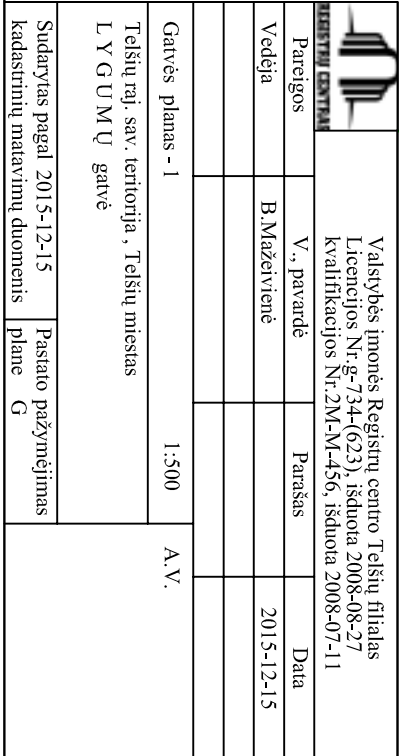 REGISTRŲ CENTRAS
Valstybės įmonės Registrų centro Telšių filialas
Licencijos Nr.g-734-(623), išduota 2008-08-27
kvalifikacijos Nr.2M-M-456, išduota 2008-07-11
Pareigos V., pavardė Parašas Data
Vedėja B.Mažeivienė 2015-12-15
Gatvės planas - 1 1:500 A.V.
Telšių raj. sav. teritorija , Telšių miestas
L Y G U M Ų gatvė
Sudarytas pagal 2015-12-15
kadastrinių matavimų duomenis
Pastato pažymėjimas
plane G